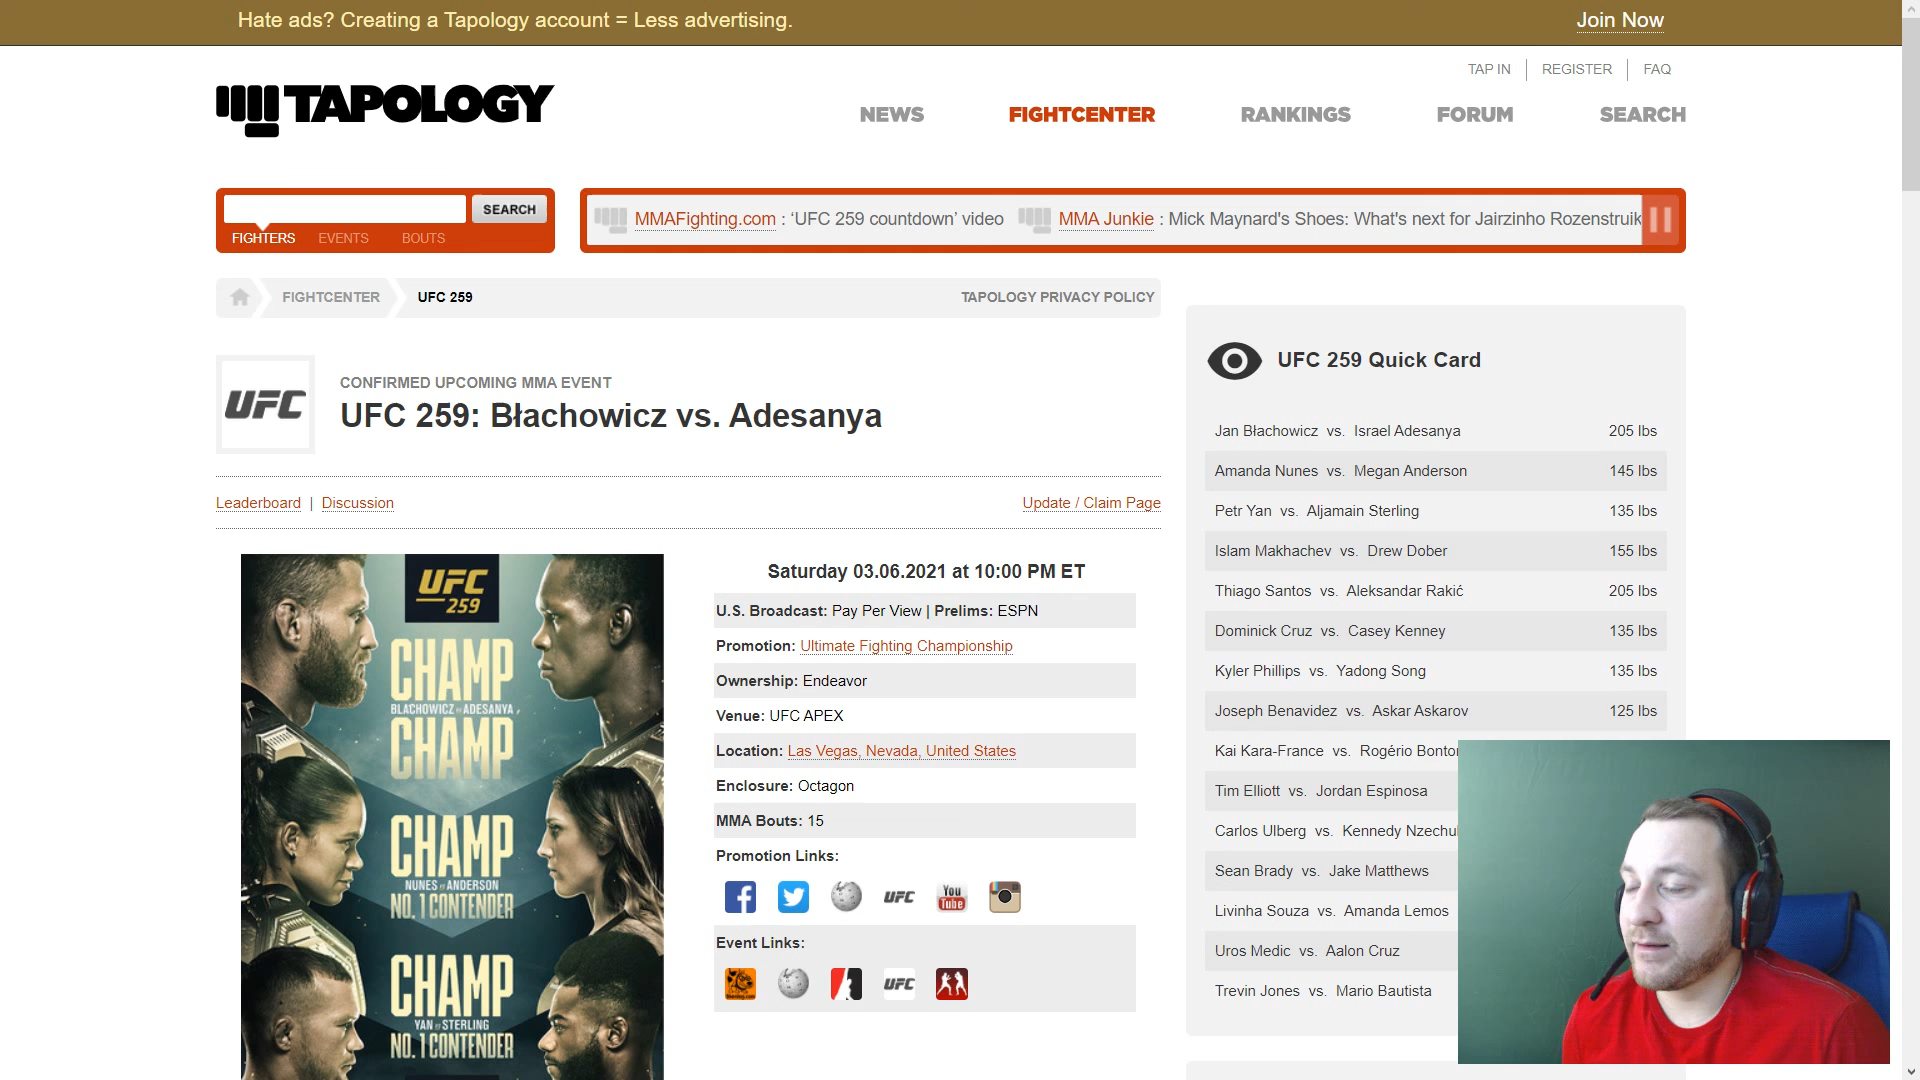 Hate ads? Creating a Tapology account = Less advertising.
Join Now
TAP IN
REGISTER
FAQ
TAPOLOGY
NEWS
FIGHTCENTER
RANKINGS
FORUM
SEARCH
SEARCH
FIGHTERS
EVENTS
BOUTS
MMAFighting.com : ‘UFC 259 countdown’ video
MMA Junkie : Mick Maynard's Shoes: What's next for Jairzinho Rozenstruik
FIGHTCENTER
UFC 259
TAPOLOGY PRIVACY POLICY
UFC
CONFIRMED UPCOMING MMA EVENT
UFC 259: Błachowicz vs. Adesanya
Leaderboard | Discussion
Update / Claim Page
UFC
259
CHAMP
BLACHOWICZ vs ADESANYA
CHAMP
CHAMP
NUNES vs ANDERSON
NO. 1 CONTENDER
CHAMP
YAN vs STERLING
NO. 1 CONTENDER
Saturday 03.06.2021 at 10:00 PM ET
U.S. Broadcast: Pay Per View | Prelims: ESPN
Promotion: Ultimate Fighting Championship
Ownership: Endeavor
Venue: UFC APEX
Location: Las Vegas, Nevada, United States
Enclosure: Octagon
MMA Bouts: 15
Promotion Links:
UFC
You
Tube
Event Links:
UFC
UFC 259 Quick Card
Jan Błachowicz vs. Israel Adesanya 205 lbs
Amanda Nunes vs. Megan Anderson 145 lbs
Petr Yan vs. Aljamain Sterling 135 lbs
Islam Makhachev vs. Drew Dober 155 lbs
Thiago Santos vs. Aleksandar Rakić 205 lbs
Dominick Cruz vs. Casey Kenney 135 lbs
Kyler Phillips vs. Yadong Song 135 lbs
Joseph Benavidez vs. Askar Askarov 125 lbs
Kai Kara-France vs. Rogério Bonto
Tim Elliott vs. Jordan Espinosa
Carlos Ulberg vs. Kennedy Nzechu
Sean Brady vs. Jake Matthews
Livinha Souza vs. Amanda Lemos
Uros Medic vs. Aalon Cruz
Trevin Jones vs. Mario Bautista